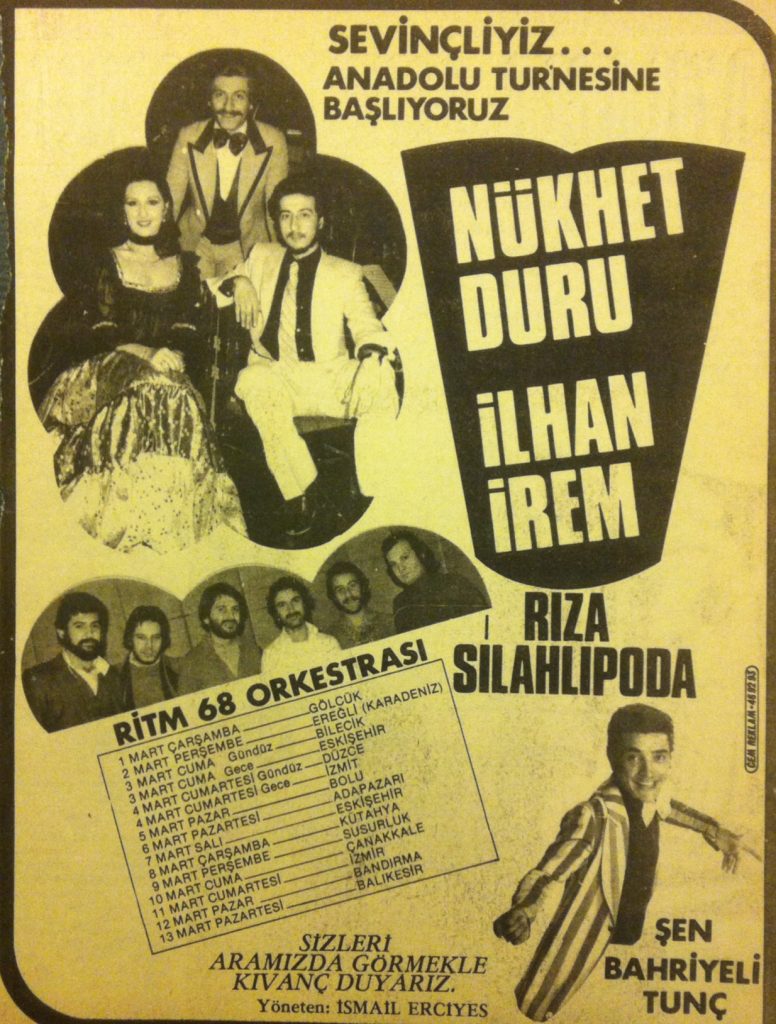 SEVİNÇLİYİZ...
ANADOLU TURNESİNE
BAŞLIYORUZ
NÜKHET
DURU
İLHAN
İREM
RIZA
SILAHLIPODA
RİTM 68 ORKESTRASI
1 MART ÇARŞAMBA GÖLCÜK
2 MART PERŞEMBE EREĞLİ (KARADENİZ)
3 MART CUMA Gündüz BİLECİK
3 MART CUMA Gece ESKİŞEHİR
4 MART CUMARTESİ Gündüz DÜZCE
4 MART CUMARTESİ Gece İZMİT
5 MART PAZAR BOLU
6 MART PAZARTESİ ADAPAZARI
7 MART SALI ESKİŞEHİR
8 MART ÇARŞAMBA KÜTAHYA
9 MART PERŞEMBE SUSURLUK
10 MART CUMA ÇANAKKALE
11 MART CUMARTESİ İZMİR
12 MART PAZAR BANDIRMA
13 MART PAZARTESİ BALIKESİR
SİZLERİ
ARAMIZDA GÖRMEKLE
KIVANÇ DUYARIZ.
Yöneten: İSMAİL ERCİYES
ŞEN
BAHRİYELİ
TUNÇ
GEM REKLAM-46 92 93